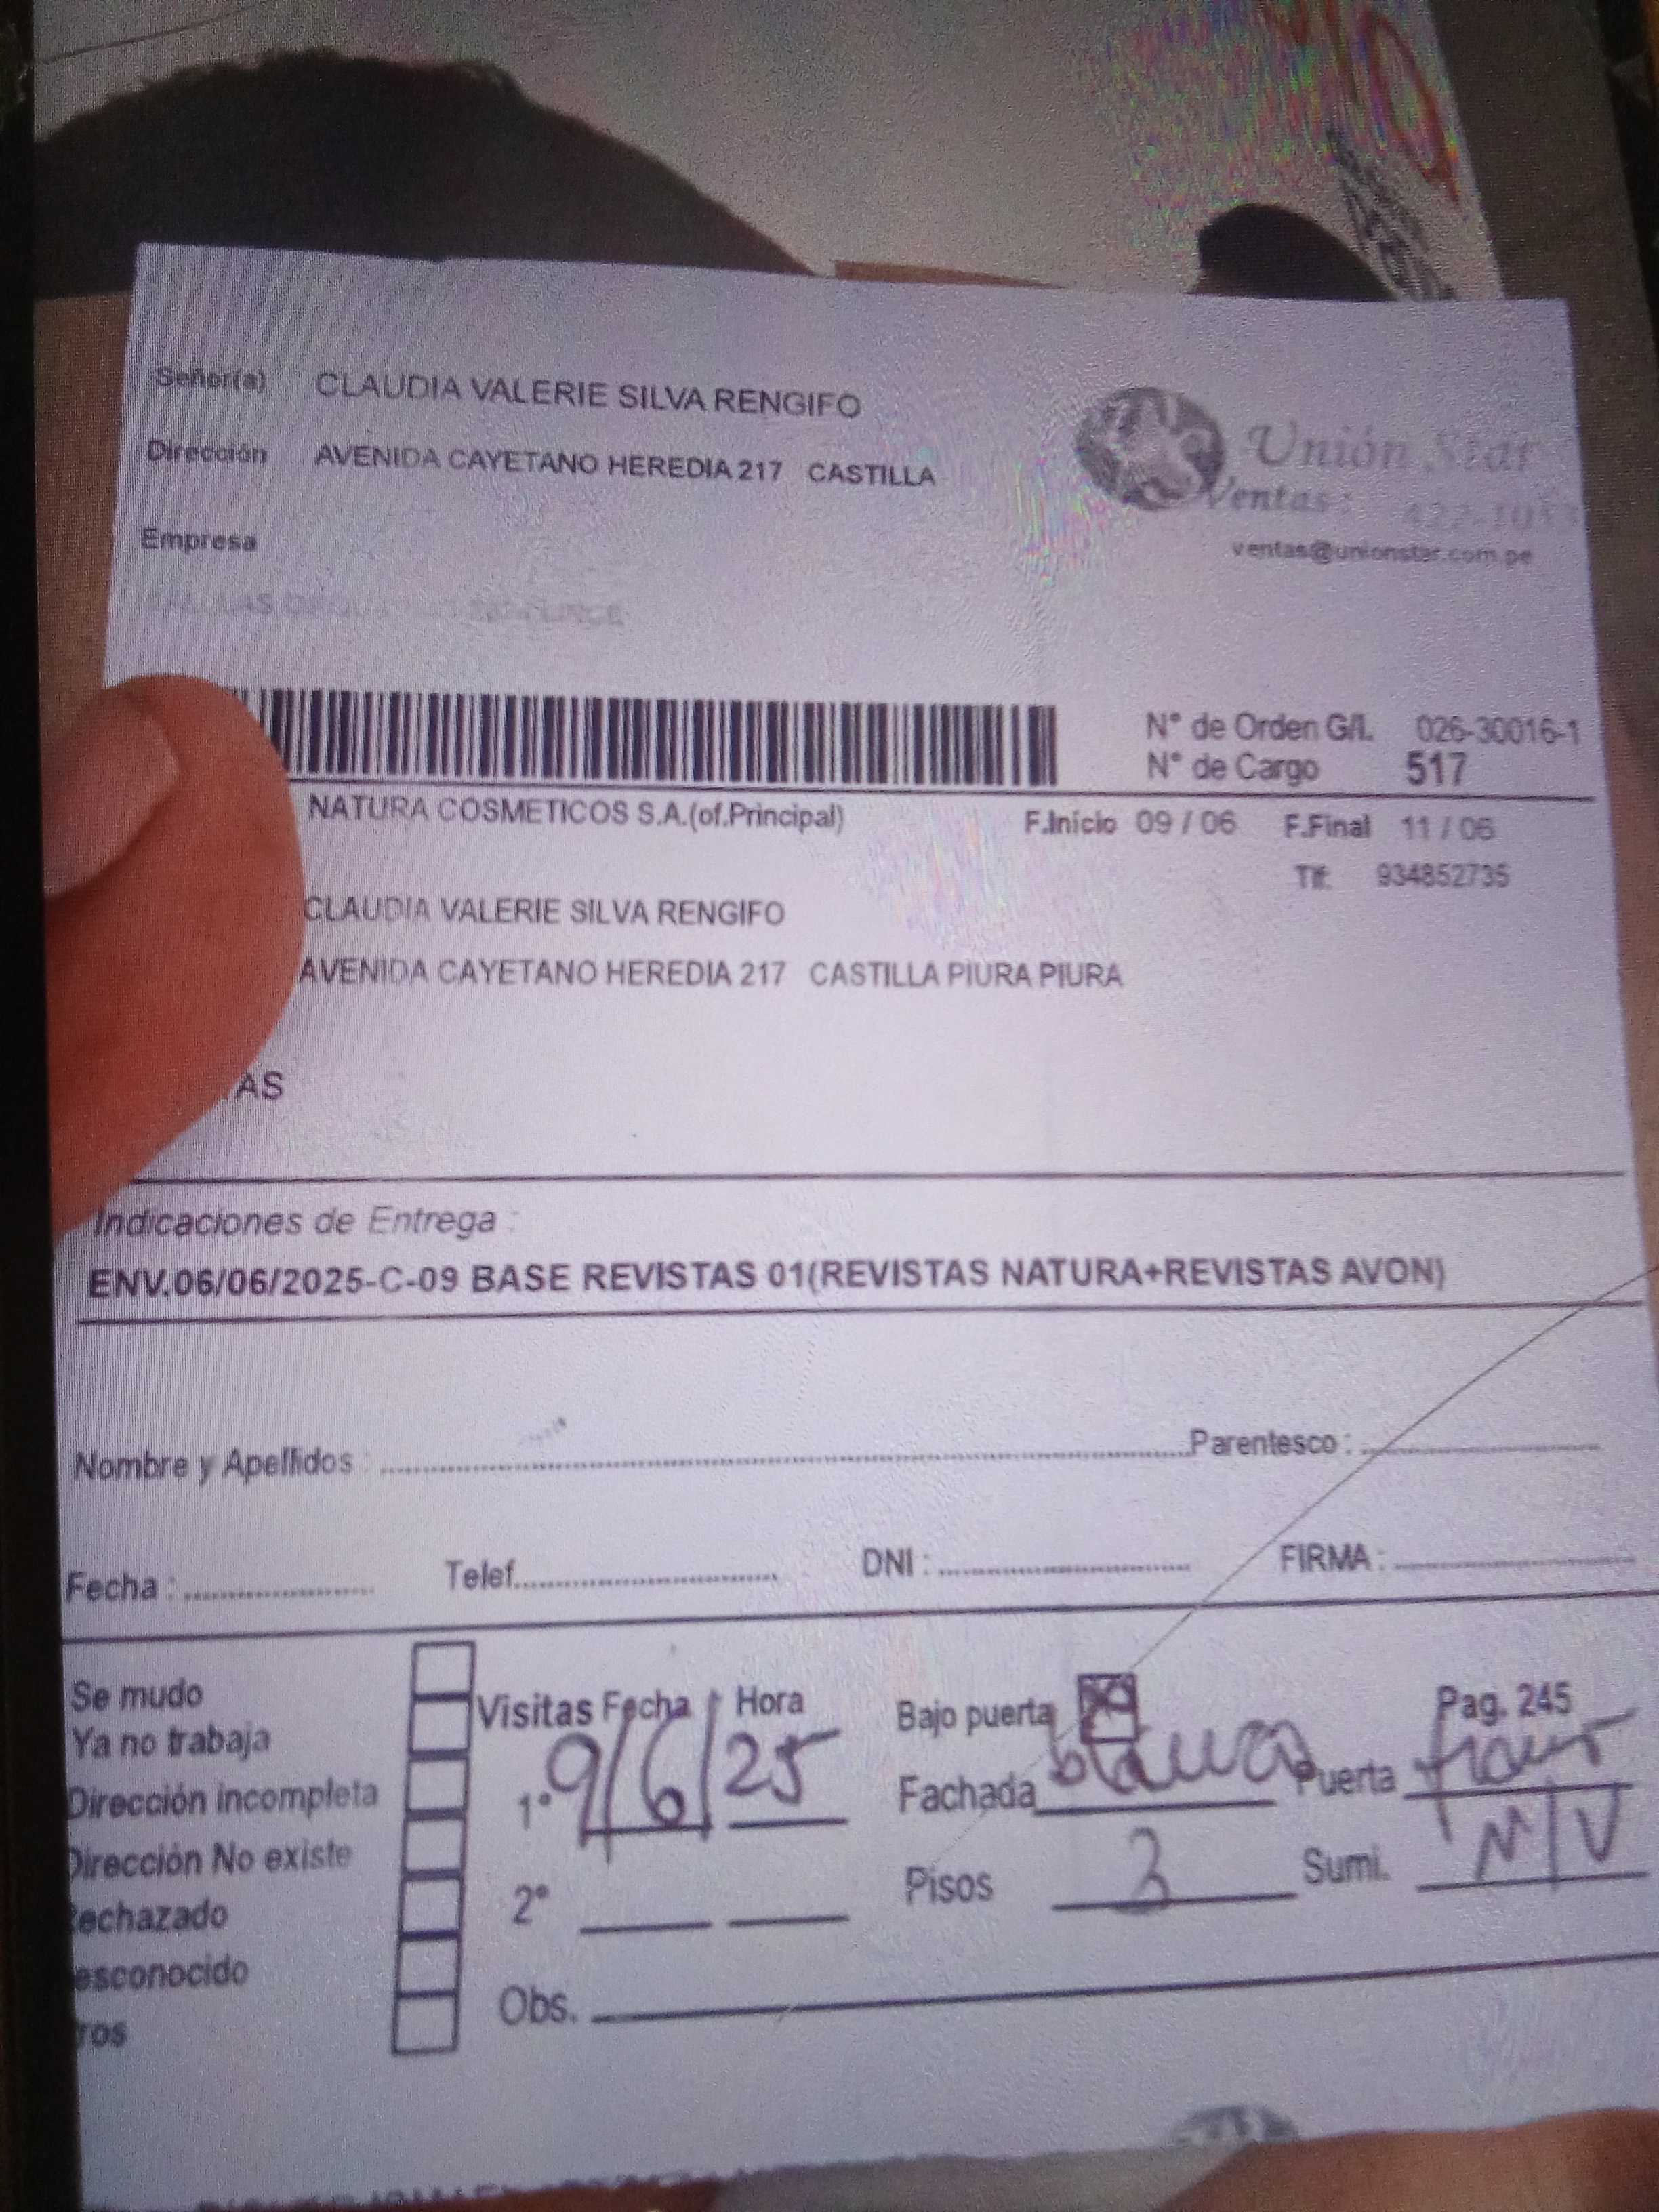 Señor(a) CLAUDIA VALERIE SILVA RENGIFO
Dirección AVENIDA CAYETANO HEREDIA 217 CASTILLA
Unión Star
Ventas:
Empresa
ventas@unionstar.com.pe
N° de Orden G/I. 026-30016-1
N° de Cargo 517
NATURA COSMETICOS S.A.(of.Principal) F.Inicio 09 / 06 F.Final 11 / 06
Tlf: 934852735
CLAUDIA VALERIE SILVA RENGIFO
AVENIDA CAYETANO HEREDIA 217 CASTILLA PIURA PIURA
AS
Indicaciones de Entrega :
ENV.06/06/2025-C-09 BASE REVISTAS 01(REVISTAS NATURA+REVISTAS AVON)
Nombre y Apellidos : Parentesco :
Fecha : Telef. DNI : FIRMA :
Se mudo
Ya no trabaja
Dirección incompleta
Dirección No existe
echazado
esconocido
ros
Visitas Fecha Hora
1° 9/6/25
2°
Obs.
Bajo puerta Pag. 245
Fachada blanca Puerta
Pisos 3 Sumi. N/V